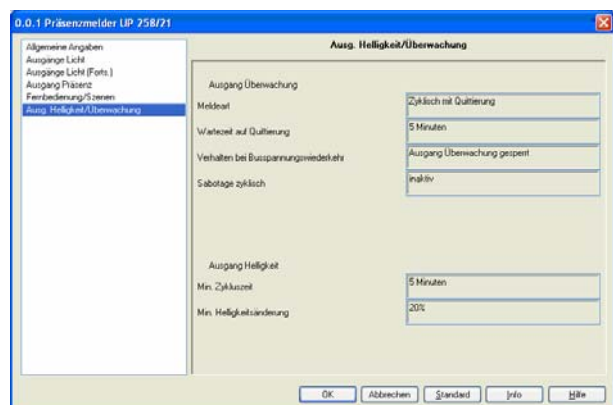 0.0.1 Präsenzmelder UP 258/21
Allgemeine Angaben
Ausgänge Licht
Ausgänge Licht (Forts.)
Ausgang Präsenz
Fernbedienung/Szenen
Ausg. Helligkeit/Überwachung
Ausg. Helligkeit/Überwachung
Ausgang Überwachung
Meldeart
Zyklisch mit Quittierung
Wartezeit auf Quittierung
5 Minuten
Verhalten bei Busspannungswiederkehr
Ausgang Überwachung gesperrt
Sabotage zyklisch
inaktiv
Ausgang Helligkeit
Min. Zykluszeit
5 Minuten
Min. Helligkeitsänderung
20%
OK
Abbrechen
Standard
Info
Hilfe